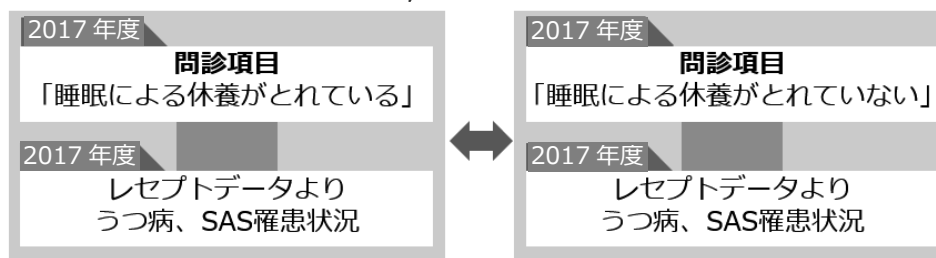 2017年度
問診項目
「睡眠による休養がとれている」
2017年度
レセプトデータより
うつ病、SAS罹患状況
2017年度
問診項目
「睡眠による休養がとれていない」
2017年度
レセプトデータより
うつ病、SAS罹患状況